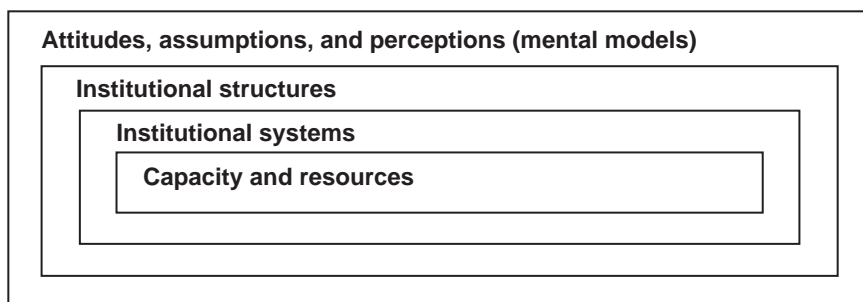 Attitudes, assumptions, and perceptions (mental models)
Institutional structures
Institutional systems
Capacity and resources